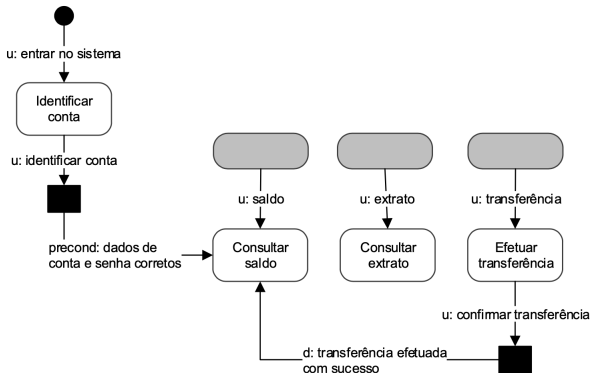 u: entrar no sistema
Identificar
conta
u: identificar conta
u: saldo
u: extrato
u: transferência
precond: dados de
conta e senha corretos
Consultar
saldo
Consultar
extrato
Efetuar
transferência
u: confirmar transferência
d: transferência efetuada
com sucesso